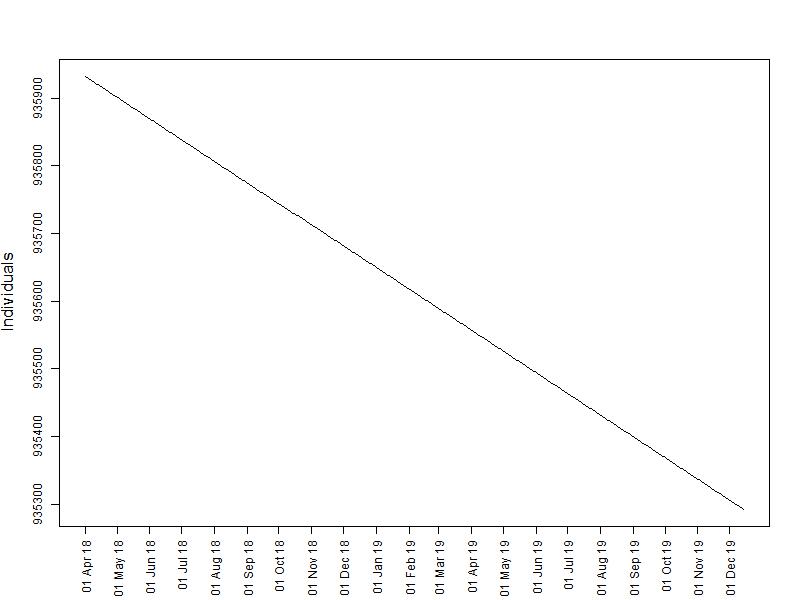 Individuals
935900
935800
935700
935600
935500
935400
935300
01 Apr 18
01 May 18
01 Jun 18
01 Jul 18
01 Aug 18
01 Sep 18
01 Oct 18
01 Nov 18
01 Dec 18
01 Jan 19
01 Feb 19
01 Mar 19
01 Apr 19
01 May 19
01 Jun 19
01 Jul 19
01 Aug 19
01 Sep 19
01 Oct 19
01 Nov 19
01 Dec 19